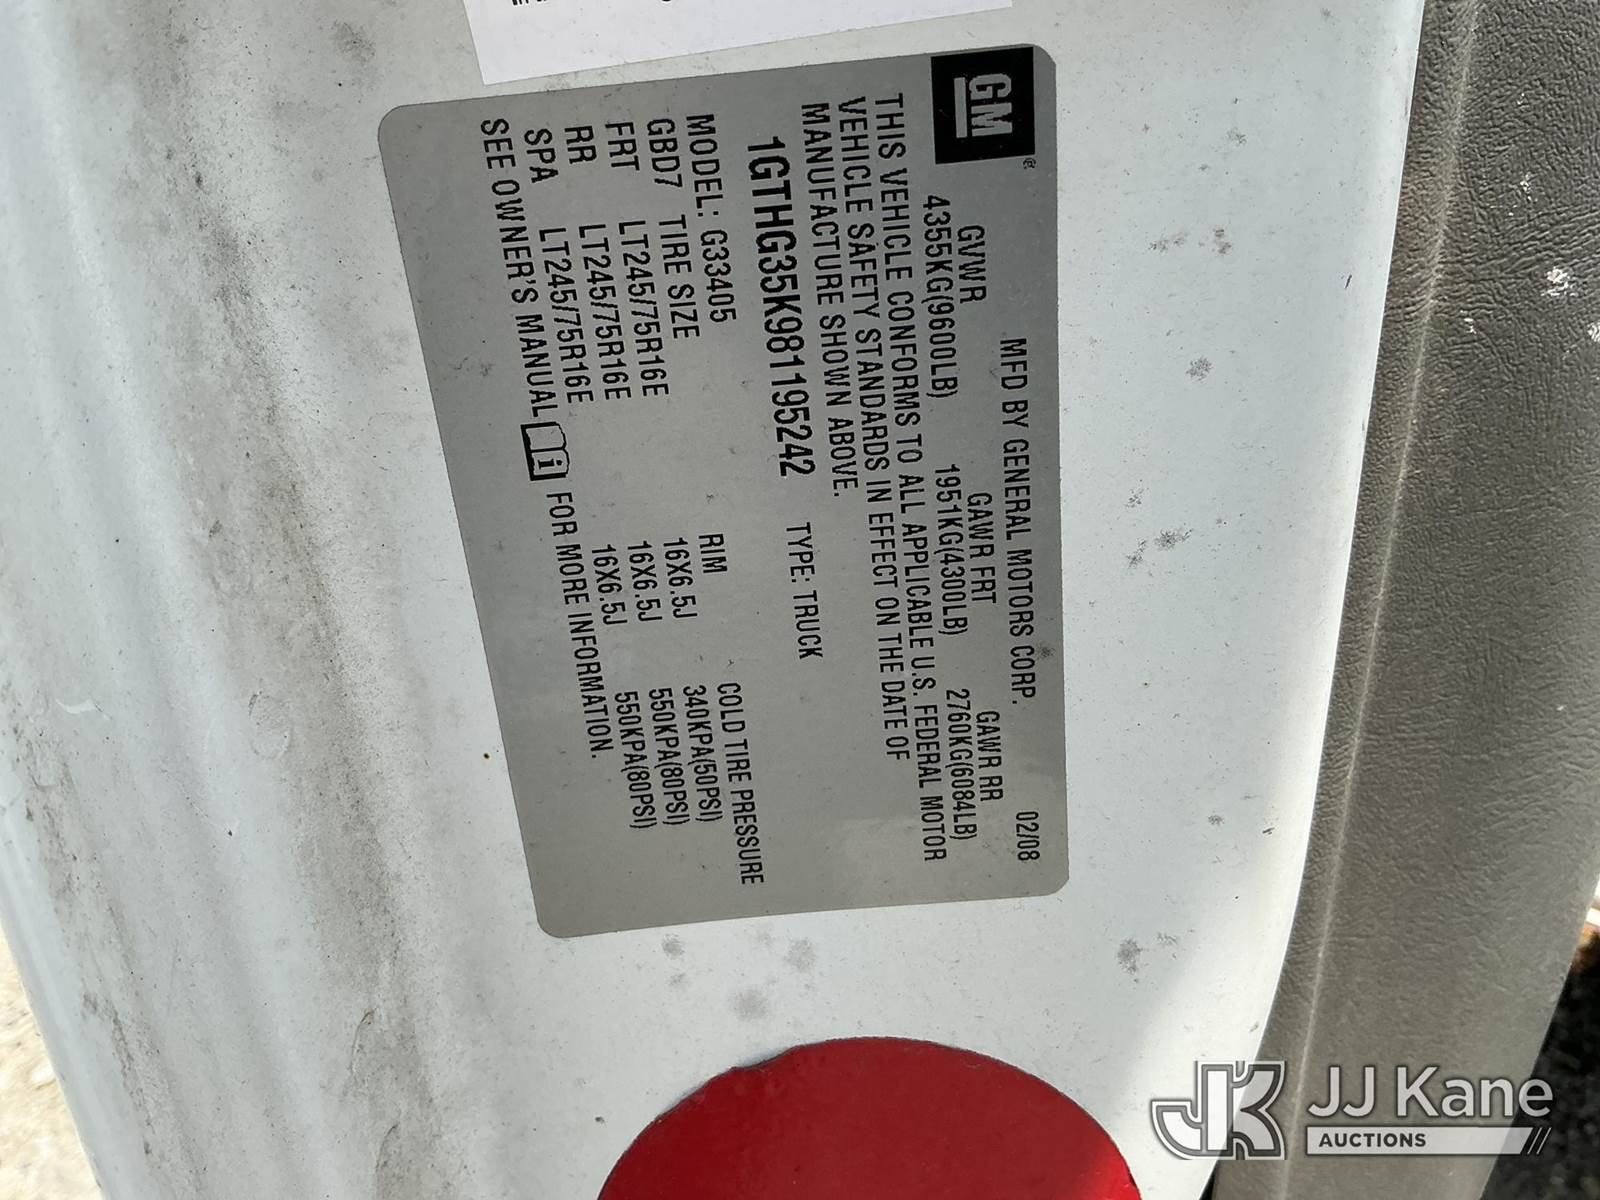 GM
MFD BY GENERAL MOTORS CORP. 02/08
GVWR GAWR FRT GAWR RR
4355KG(9600LB) 1951KG(4300LB) 2760KG(6084LB)
THIS VEHICLE CONFORMS TO ALL APPLICABLE U.S. FEDERAL MOTOR
VEHICLE SAFETY STANDARDS IN EFFECT ON THE DATE OF
MANUFACTURE SHOWN ABOVE.
1GTHG35K981195242 TYPE: TRUCK
MODEL: G33405
GBD7 TIRE SIZE RIM COLD TIRE PRESSURE
FRT LT245/75R16E 16X6.5J 340KPA(50PSI)
RR LT245/75R16E 16X6.5J 550KPA(80PSI)
SPA LT245/75R16E 16X6.5J 550KPA(80PSI)
SEE OWNER'S MANUAL FOR MORE INFORMATION.
JK JJ Kane
AUCTIONS